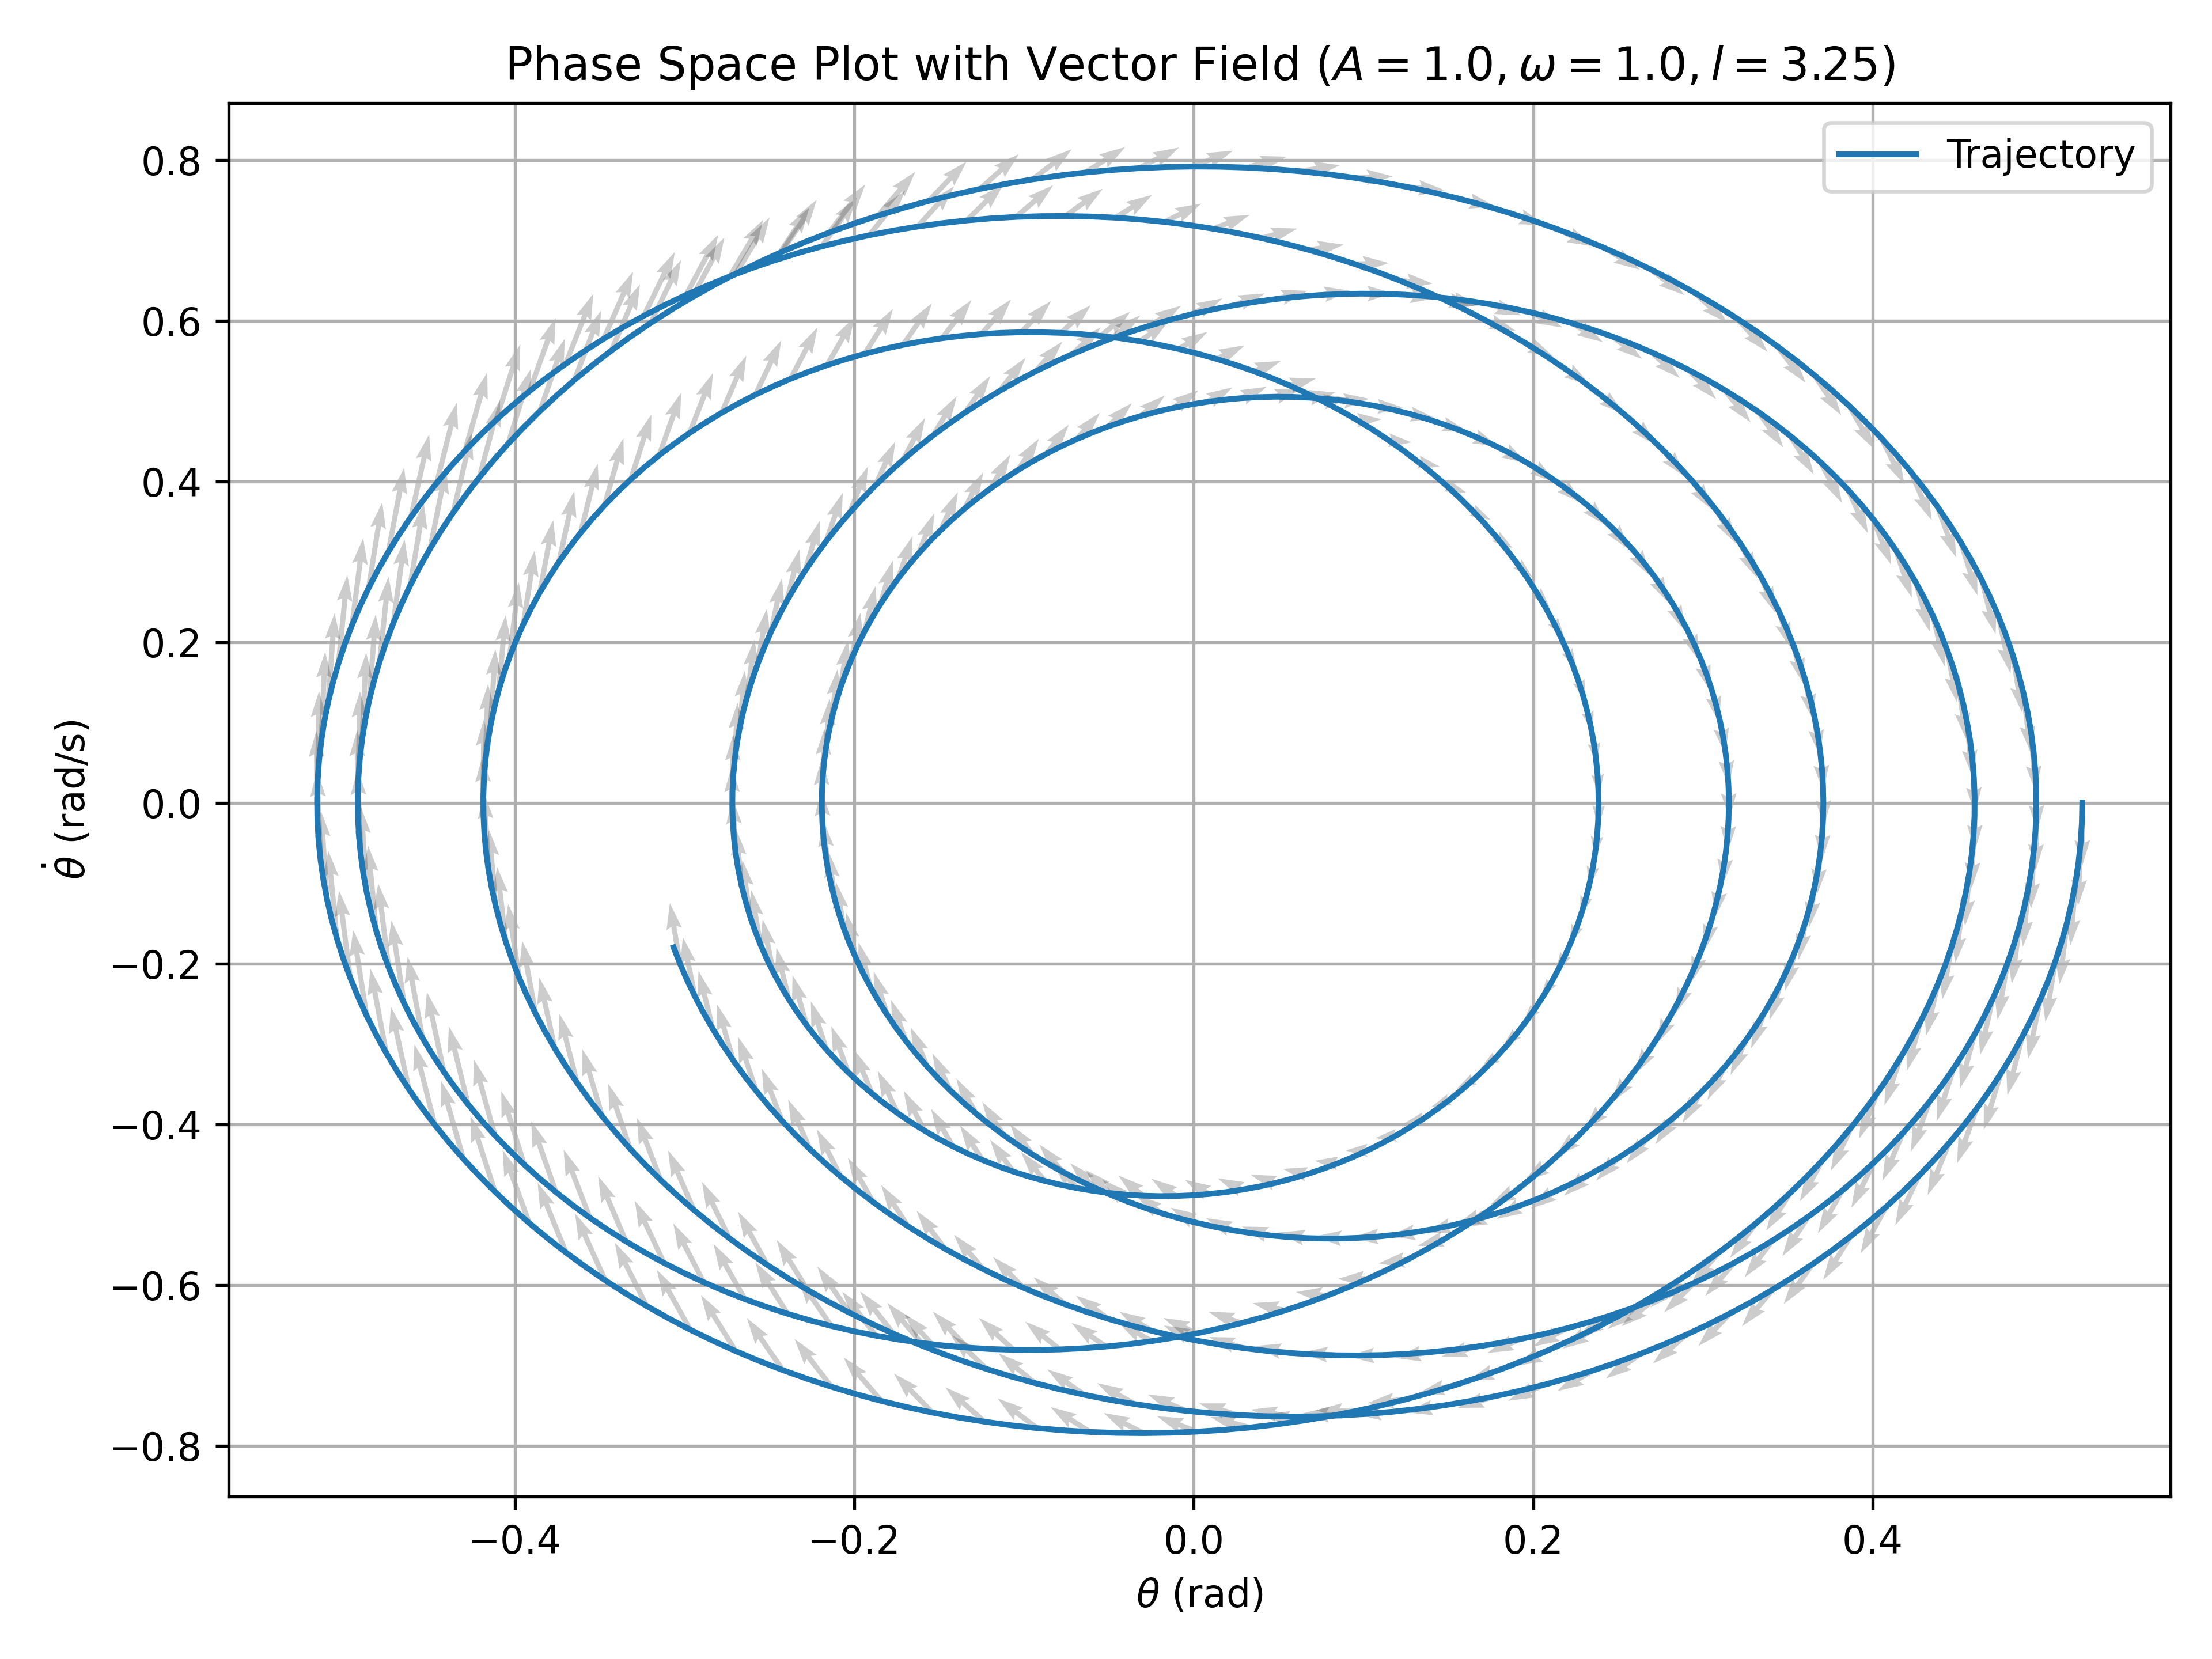 Phase Space Plot with Vector Field (A = 1.0, ω = 1.0, l = 3.25)
Trajectory
0.8
0.6
0.4
0.2
0.0
−0.2
−0.4
−0.6
−0.8
θ̇ (rad/s)
−0.4 −0.2 0.0 0.2 0.4
θ (rad)